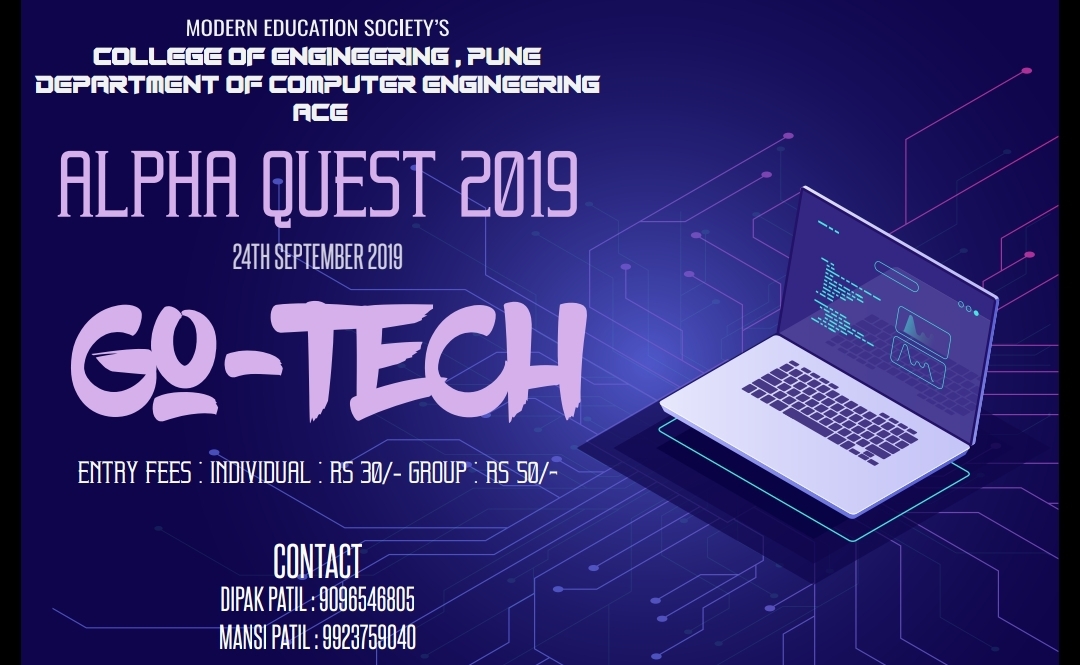 MODERN EDUCATION SOCIETY'S
COLLEGE OF ENGINEERING , PUNE
DEPARTMENT OF COMPUTER ENGINEERING
ACE
ALPHA QUEST 2019
24TH SEPTEMBER 2019
GO-TECH
ENTRY FEES : INDIVIDUAL : RS 30/- GROUP : RS 50/-
CONTACT
DIPAK PATIL : 9096546805
MANSI PATIL : 9923759040